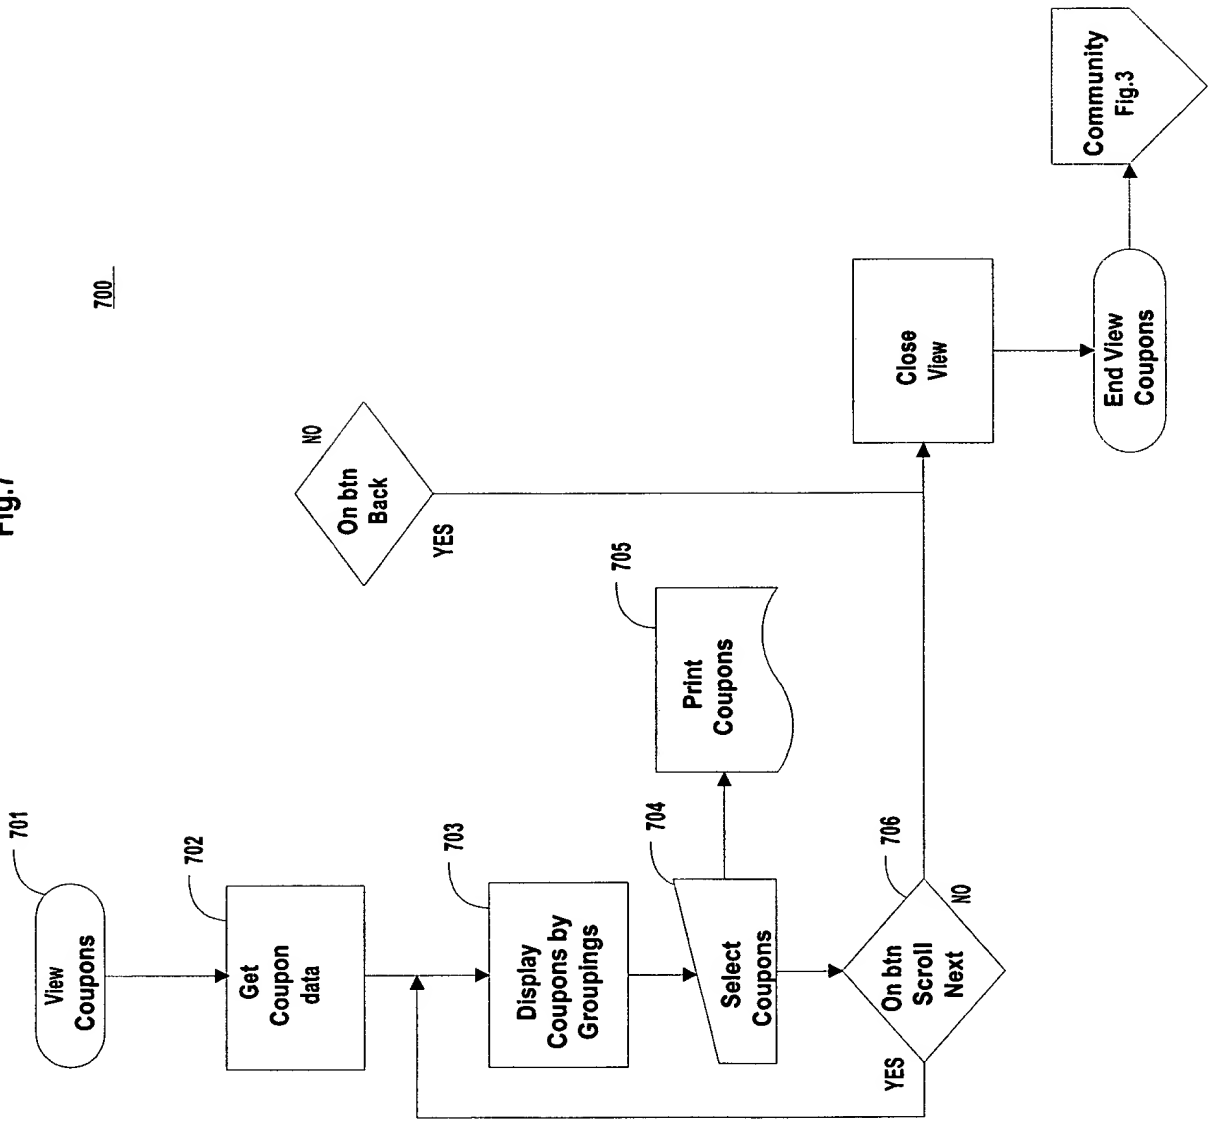 Fig.7
700
701
View
Coupons
702
Get
Coupon
data
703
Display
Coupons by
Groupings
704
Select
Coupons
705
Print
Coupons
706
On btn
Scroll
Next
YES
NO
On btn
Back
NO
YES
Close
View
End View
Coupons
Community
Fig.3